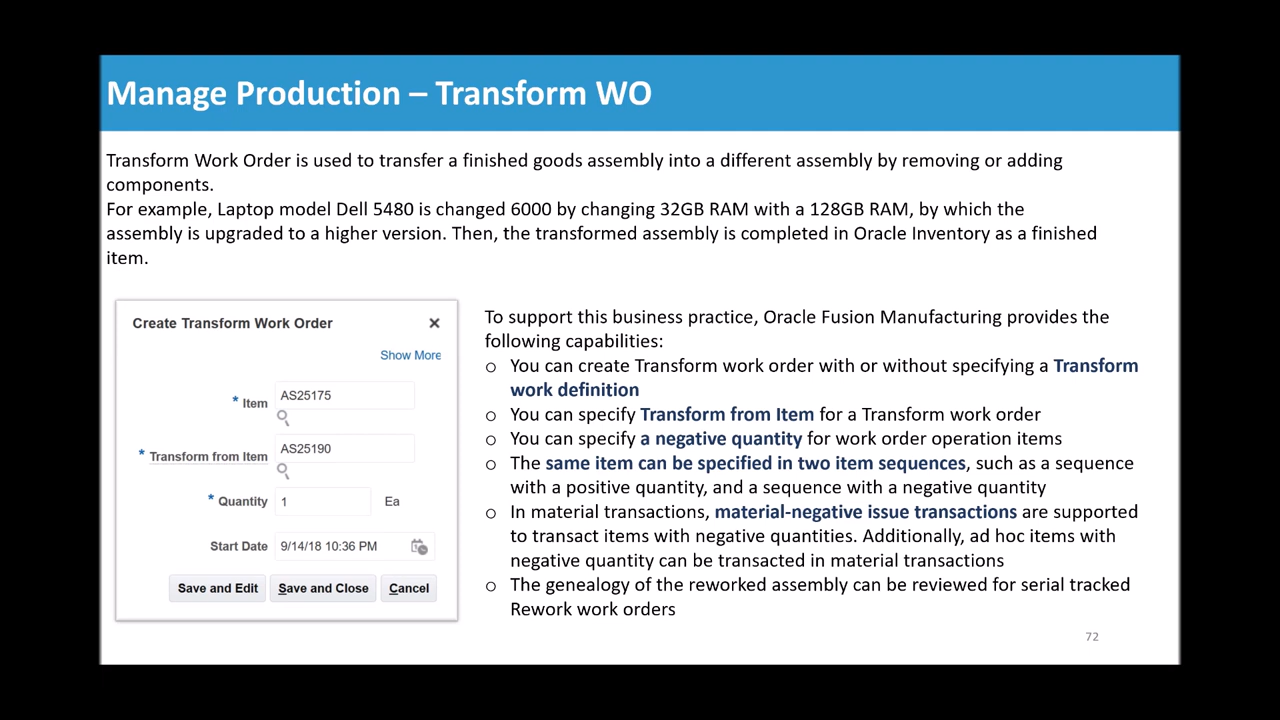 Manage Production – Transform WO
Transform Work Order is used to transfer a finished goods assembly into a different assembly by removing or adding
components.
For example, Laptop model Dell 5480 is changed 6000 by changing 32GB RAM with a 128GB RAM, by which the
assembly is upgraded to a higher version. Then, the transformed assembly is completed in Oracle Inventory as a finished
item.
Create Transform Work Order
Show More
* Item AS25175
* Transform from Item AS25190
* Quantity 1 Ea
Start Date 9/14/18 10:36 PM
Save and Edit Save and Close Cancel
To support this business practice, Oracle Fusion Manufacturing provides the
following capabilities:
o You can create Transform work order with or without specifying a Transform
work definition
o You can specify Transform from Item for a Transform work order
o You can specify a negative quantity for work order operation items
o The same item can be specified in two item sequences, such as a sequence
with a positive quantity, and a sequence with a negative quantity
o In material transactions, material-negative issue transactions are supported
to transact items with negative quantities. Additionally, ad hoc items with
negative quantity can be transacted in material transactions
o The genealogy of the reworked assembly can be reviewed for serial tracked
Rework work orders
72